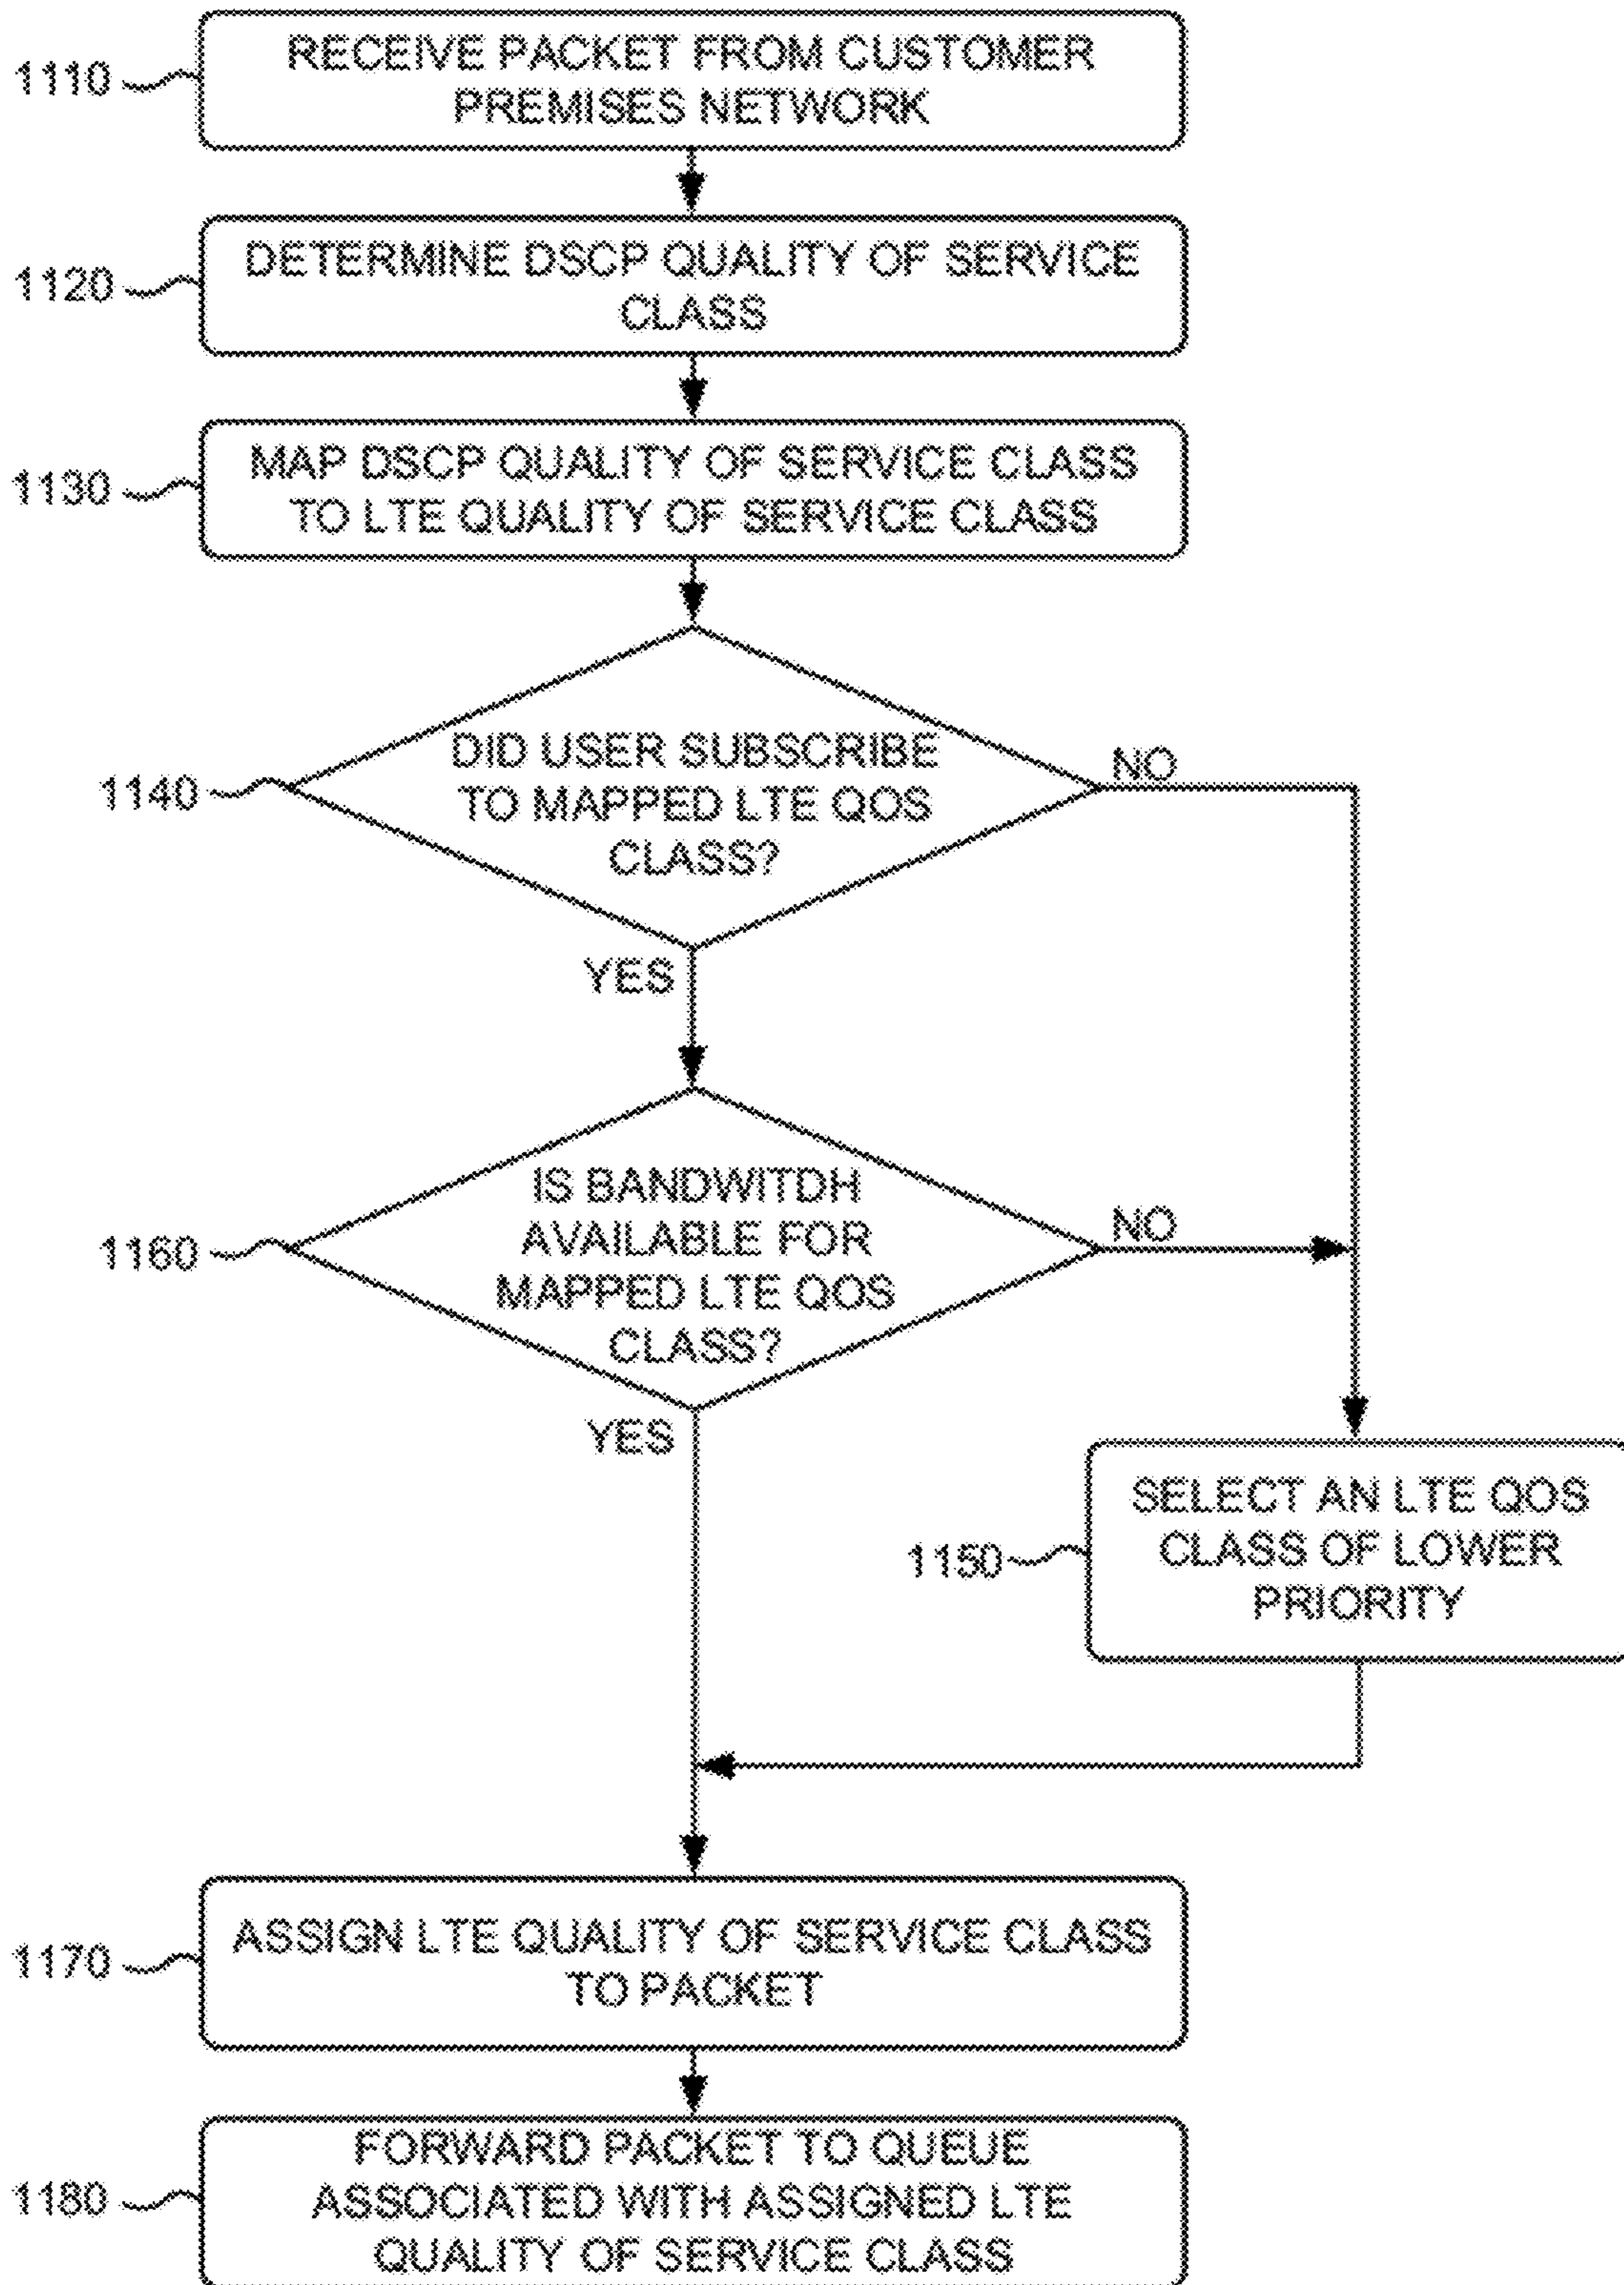 1110
RECEIVE PACKET FROM CUSTOMER
PREMISES NETWORK
1120
DETERMINE DSCP QUALITY OF SERVICE
CLASS
1130
MAP DSCP QUALITY OF SERVICE CLASS
TO LTE QUALITY OF SERVICE CLASS
1140
DID USER SUBSCRIBE
TO MAPPED LTE QOS
CLASS?
NO
YES
1160
IS BANDWITDH
AVAILABLE FOR
MAPPED LTE QOS
CLASS?
NO
YES
1150
SELECT AN LTE QOS
CLASS OF LOWER
PRIORITY
1170
ASSIGN LTE QUALITY OF SERVICE CLASS
TO PACKET
1180
FORWARD PACKET TO QUEUE
ASSOCIATED WITH ASSIGNED LTE
QUALITY OF SERVICE CLASS